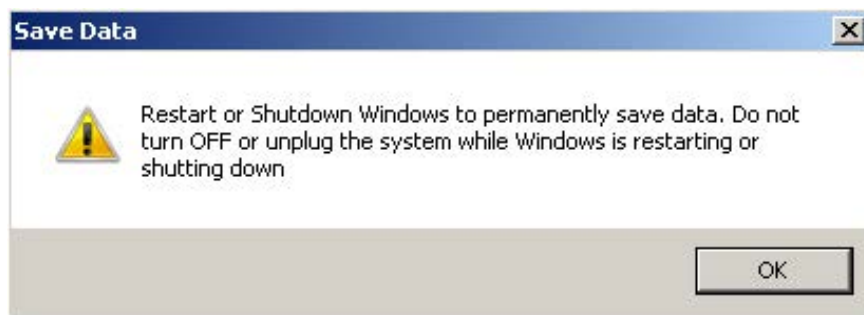 Save Data
Restart or Shutdown Windows to permanently save data. Do not
turn OFF or unplug the system while Windows is restarting or
shutting down
OK